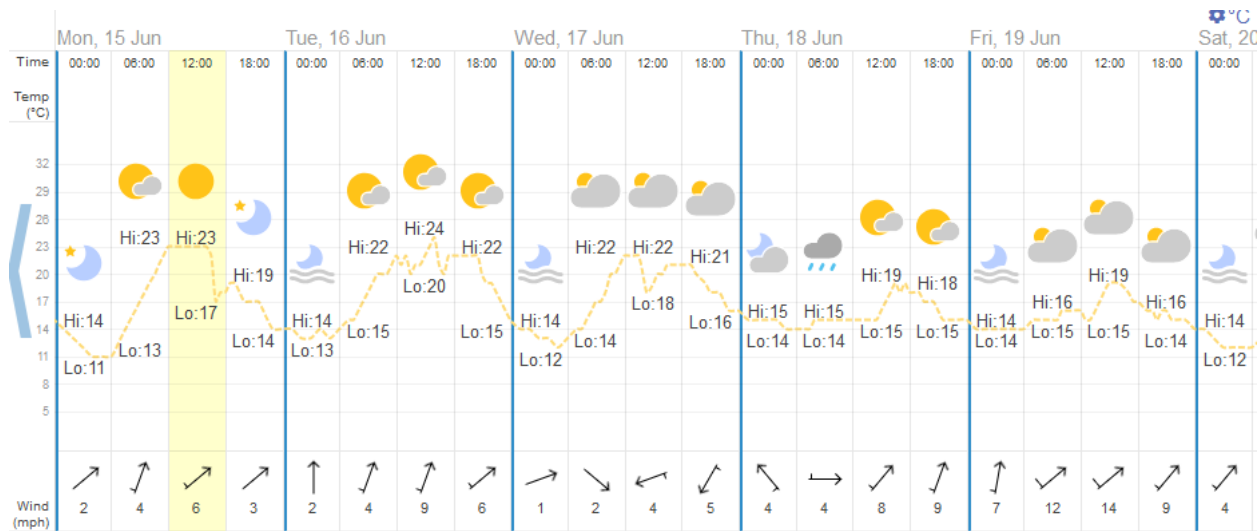 °C
Mon, 15 Jun Tue, 16 Jun Wed, 17 Jun Thu, 18 Jun Fri, 19 Jun Sat, 20
Time 00:00 06:00 12:00 18:00 00:00 06:00 12:00 18:00 00:00 06:00 12:00 18:00 00:00 06:00 12:00 18:00 00:00 06:00 12:00 18:00 00:00
Temp
(°C)
32
29
26
Hi:23 Hi:23 Hi:22 Hi:24 Hi:22 Hi:22 Hi:22 Hi:21
23
Hi:19 Lo:20 Hi:19 Hi:18 Hi:19
20
Lo:17 Lo:18 Hi:16 Hi:16
17
Hi:14 Hi:14 Hi:14 Lo:16 Hi:15 Hi:15 Hi:14 Hi:14
14
Lo:13 Lo:14 Lo:13 Lo:15 Lo:15 Lo:12 Lo:14 Lo:14 Lo:14 Lo:15 Lo:15 Lo:14 Lo:15 Lo:15 Lo:14 Lo:12
11
Lo:11
8
5
Wind
(mph)
2 4 6 3 2 4 9 6 1 2 4 5 4 4 8 9 7 12 14 9 4